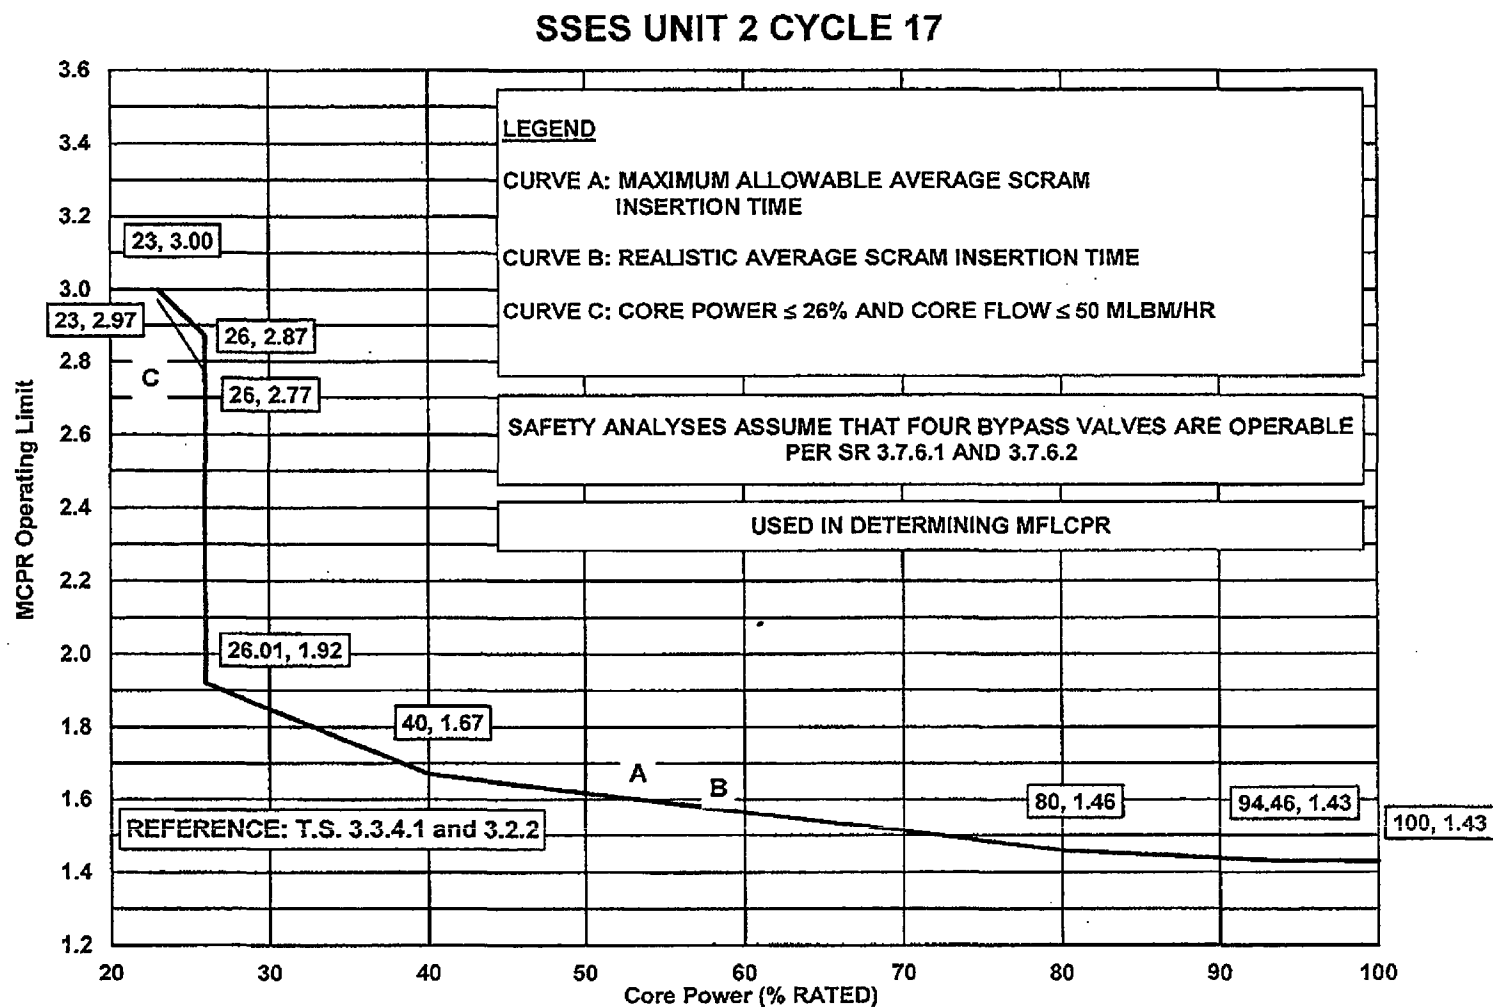 SSES UNIT 2 CYCLE 17
3.6
3.4
3.2
3.0
2.8
2.6
2.4
2.2
2.0
1.8
1.6
1.4
1.2
MCPR Operating Limit
LEGEND
CURVE A: MAXIMUM ALLOWABLE AVERAGE SCRAM
INSERTION TIME
CURVE B: REALISTIC AVERAGE SCRAM INSERTION TIME
CURVE C: CORE POWER ≤ 26% AND CORE FLOW ≤ 50 MLBM/HR
SAFETY ANALYSES ASSUME THAT FOUR BYPASS VALVES ARE OPERABLE
PER SR 3.7.6.1 AND 3.7.6.2
USED IN DETERMINING MFLCPR
23, 3.00
23, 2.97
26, 2.87
C
26, 2.77
26.01, 1.92
40, 1.67
A
B
80, 1.46
94.46, 1.43
100, 1.43
REFERENCE: T.S. 3.3.4.1 and 3.2.2
20 30 40 50 60 70 80 90 100
Core Power (% RATED)